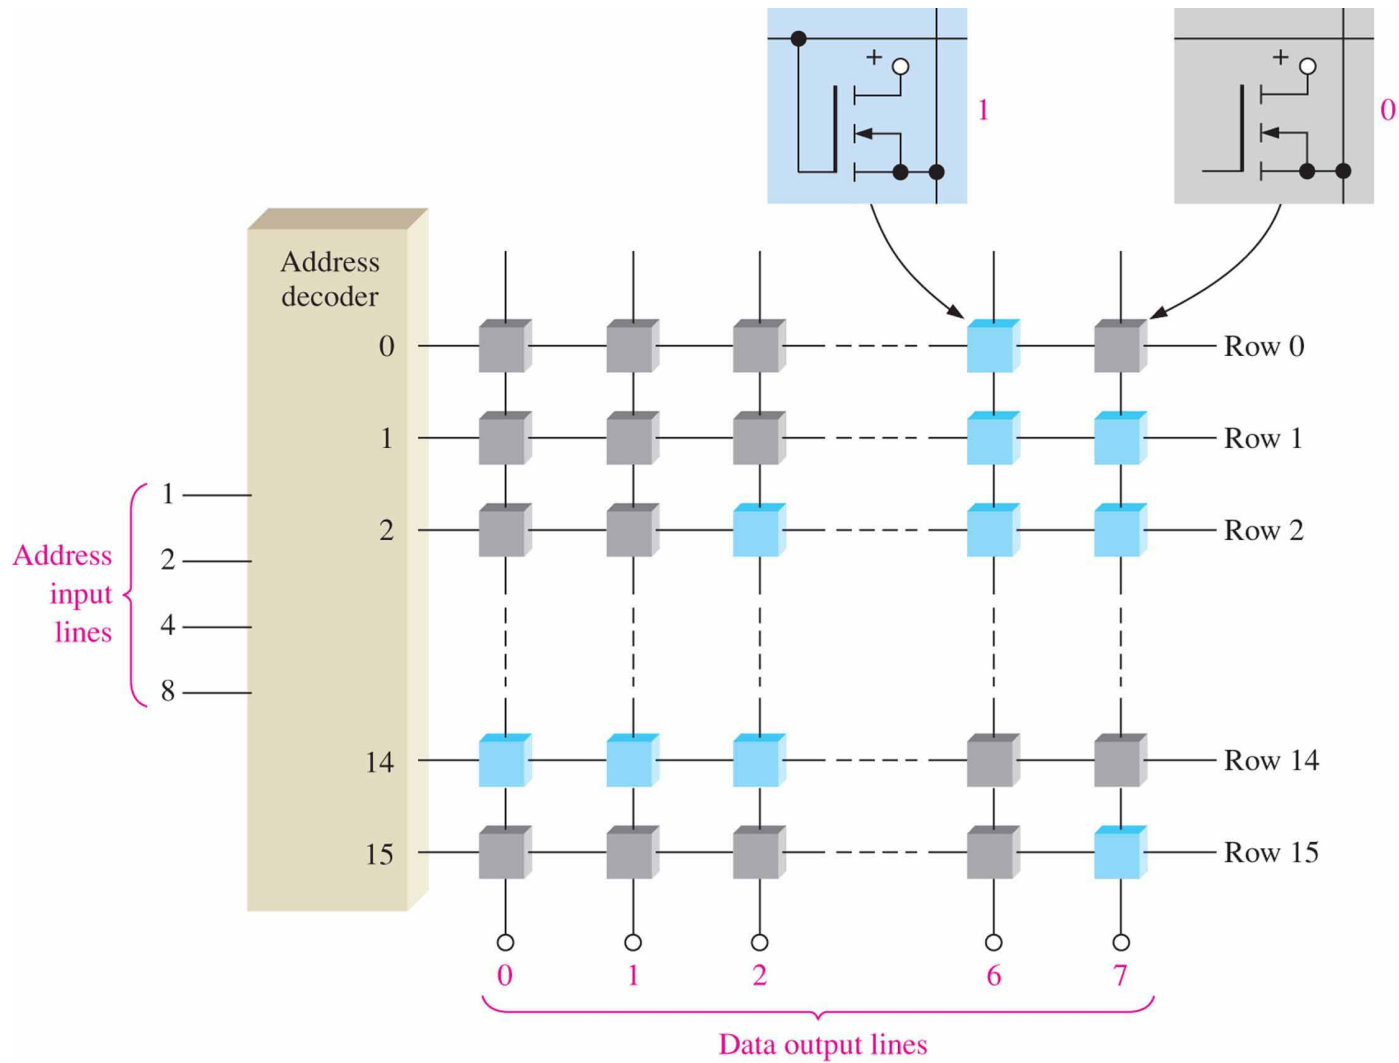 +
1
+
0
Address
decoder
0
Row 0
1
Row 1
2
Row 2
Address
input
lines
1
2
4
8
14
Row 14
15
Row 15
0 1 2 6 7
Data output lines